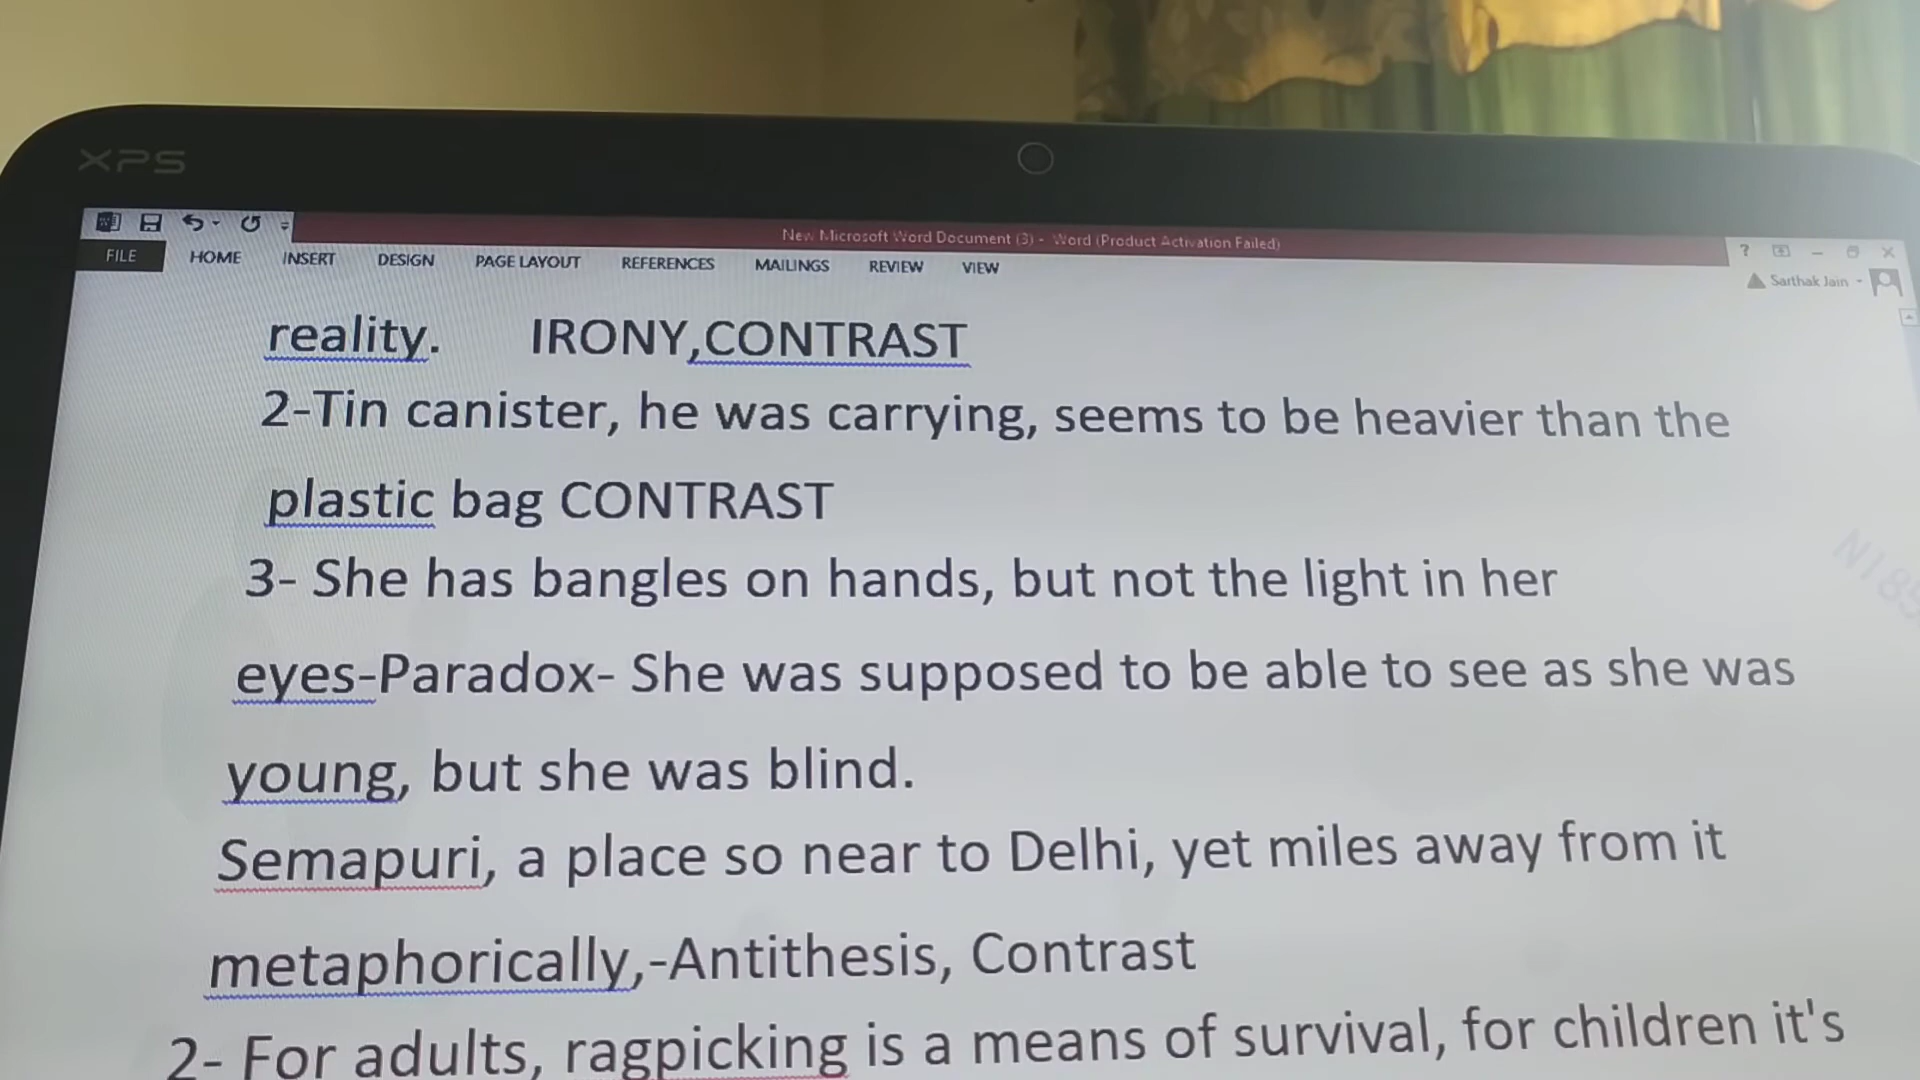 XPS
New Microsoft Word Document (3) - Word (Product Activation Failed)
FILE HOME INSERT DESIGN PAGE LAYOUT REFERENCES MAILINGS REVIEW VIEW
Sarthak Jain
reality. IRONY,CONTRAST
2-Tin canister, he was carrying, seems to be heavier than the
plastic bag CONTRAST
3- She has bangles on hands, but not the light in her
eyes-Paradox- She was supposed to be able to see as she was
young, but she was blind.
Semapuri, a place so near to Delhi, yet miles away from it
metaphorically,-Antithesis, Contrast
2- For adults, ragpicking is a means of survival, for children it's